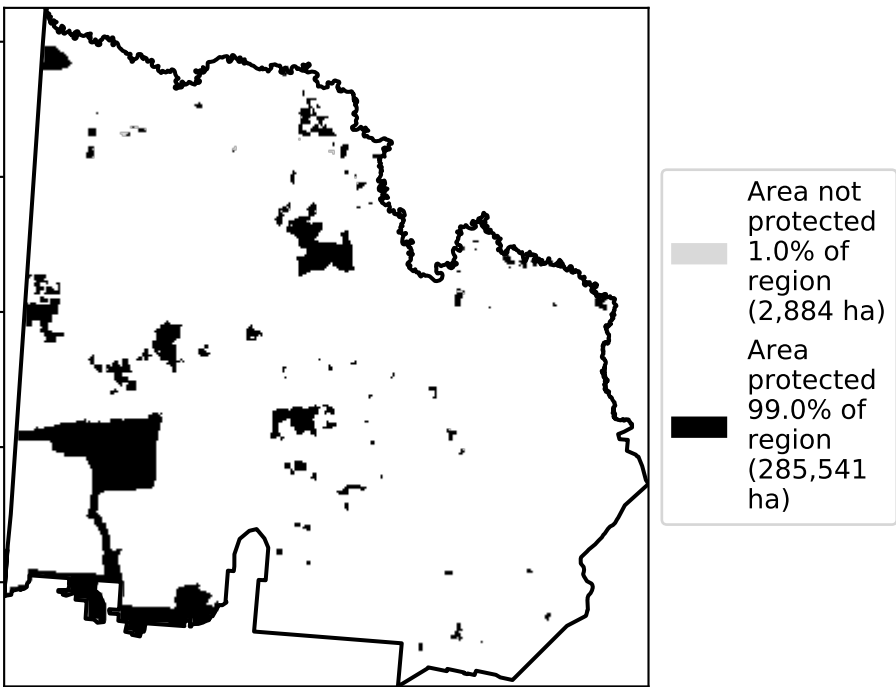 Area not
protected
1.0% of
region
(2,884 ha)
Area
protected
99.0% of
region
(285,541
ha)